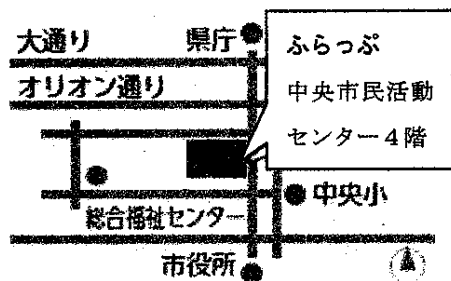 大通り
県庁
オリオン通り
ふらっぷ
中央市民活動
センター４階
中央小
総合福祉センター
市役所